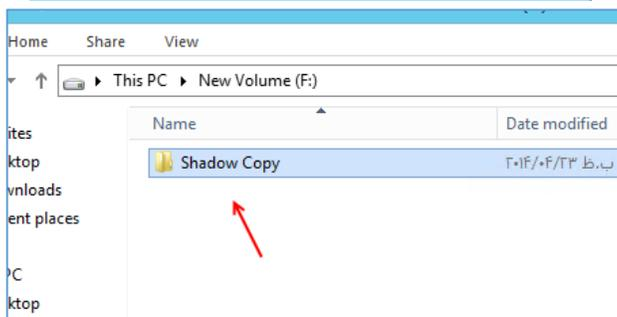 Home Share View
This PC ▸ New Volume (F:)
Name Date modified
ites
Shadow Copy ۲۰۱۴/۰۴/۲۳ ب.ظ
ktop
wnloads
ent places
PC
ktop